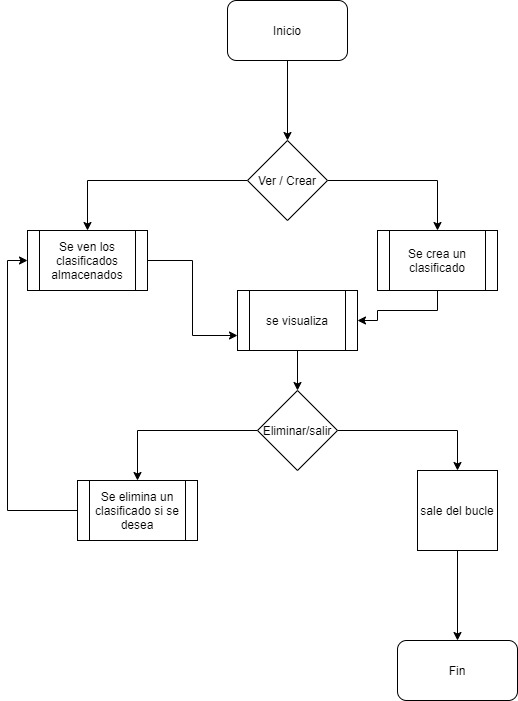 Inicio
Ver / Crear
Se ven los
clasificados
almacenados
Se crea un
clasificado
se visualiza
Eliminar/salir
Se elimina un
clasificado si se
desea
sale del bucle
Fin